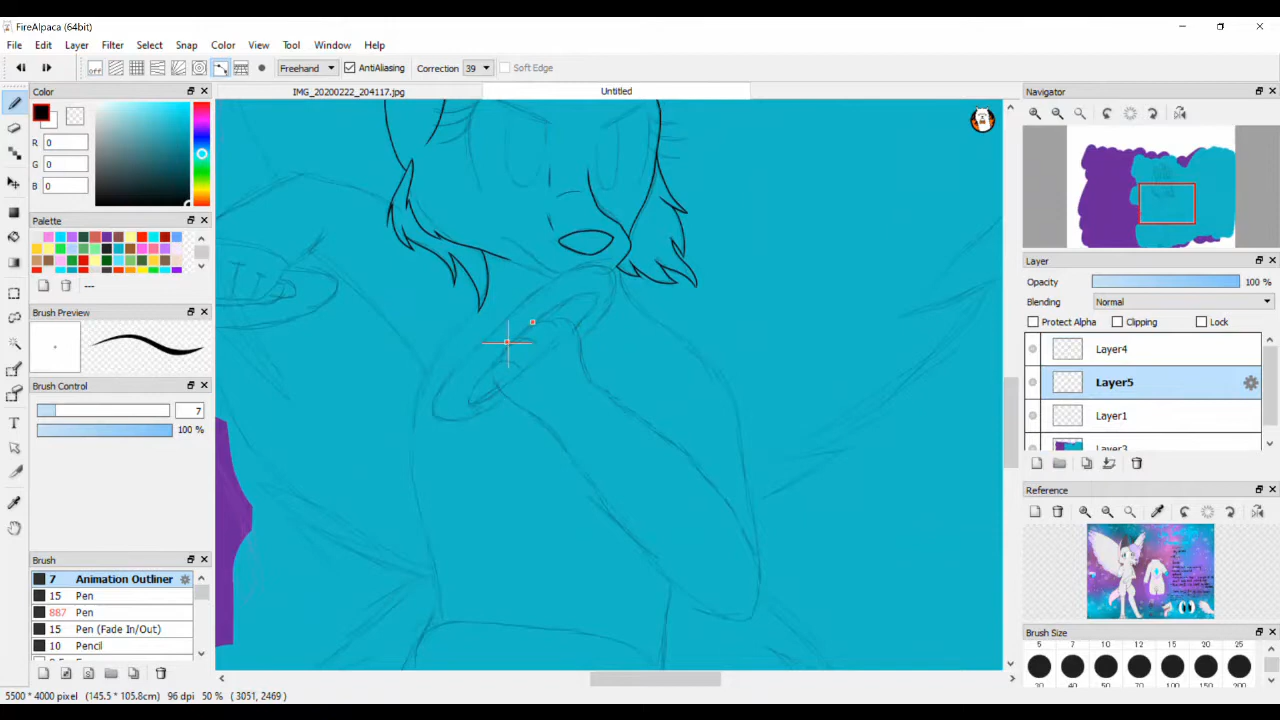 FireAlpaca (64bit)
File Edit Layer Filter Select Snap Color View Tool Window Help
off Freehand AntiAliasing Correction 39 Soft Edge
Color
IMG_20200222_204117.jpg
Untitled
Navigator
R 0
G 0
B 0
Palette
---
Brush Preview
Brush Control
7
100 %
Layer
Opacity 100 %
Blending Normal
Protect Alpha Clipping Lock
Layer4
Layer5
Layer1
Layer3
Reference
Brush
7 Animation Outliner
15 Pen
887 Pen
15 Pen (Fade In/Out)
10 Pencil
Brush Size
5 7 10 12 15 20 25
30 40 50 70 100 150 200
5500 * 4000 pixel (145.5 * 105.8cm) 96 dpi 50 % ( 3051, 2469 )